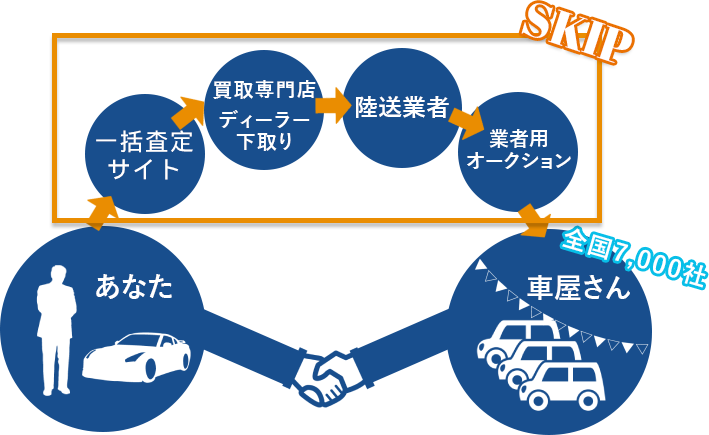 SKIP
一括査定
サイト
買取専門店
ディーラー
下取り
陸送業者
業者用
オークション
あなた
車屋さん
全国7,000社